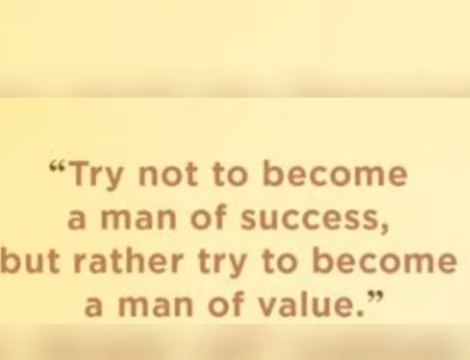 “Try not to become
a man of success,
but rather try to become
a man of value.”